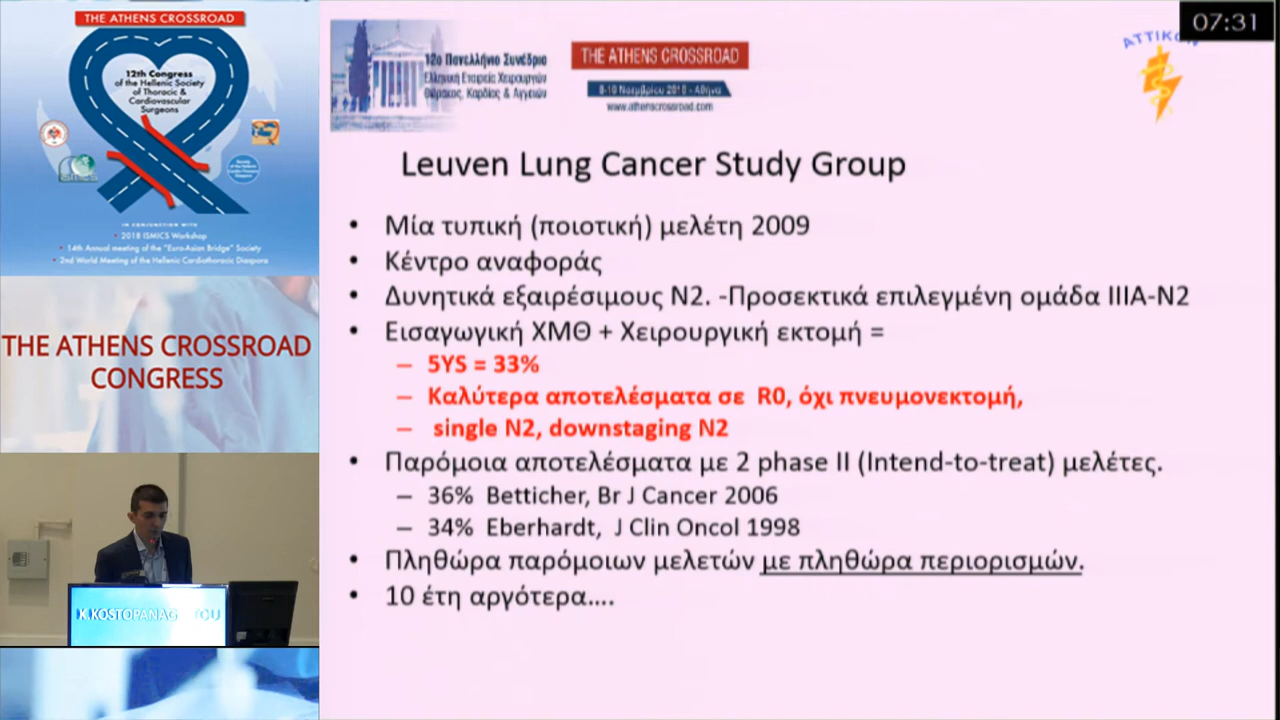 THE ATHENS CROSSROAD
12th Congress
of the Hellenic Society
of Thoracic &
Cardiovascular
Surgeons
IN CONJUNCTION WITH
• 2018 ISMICS Workshop
• 14th Annual meeting of the "Euro-Asian Bridge" Society
• 2nd World Meeting of the Hellenic Cardiothoracic Diaspora
THE ATHENS CROSSROAD
CONGRESS
K.KOSTOPANAG
07:31
ΑΤΤΙΚΟΝ
12ο Πανελλήνιο Συνέδριο
Ελληνική Εταιρεία Χειρουργών
Θώρακος, Καρδιάς & Αγγείων
THE ATHENS CROSSROAD
8-10 Νοεμβρίου 2018 - Αθήνα
www.athenscrossroad.com
Leuven Lung Cancer Study Group
• Μία τυπική (ποιοτική) μελέτη 2009
• Κέντρο αναφοράς
• Δυνητικά εξαιρέσιμους N2. -Προσεκτικά επιλεγμένη ομάδα IIIA-N2
• Εισαγωγική ΧΜΘ + Χειρουργική εκτομή =
– 5YS = 33%
– Καλύτερα αποτελέσματα σε R0, όχι πνευμονεκτομή,
– single N2, downstaging N2
• Παρόμοια αποτελέσματα με 2 phase II (Intend-to-treat) μελέτες.
– 36% Betticher, Br J Cancer 2006
– 34% Eberhardt, J Clin Oncol 1998
• Πληθώρα παρόμοιων μελετών με πληθώρα περιορισμών.
• 10 έτη αργότερα....